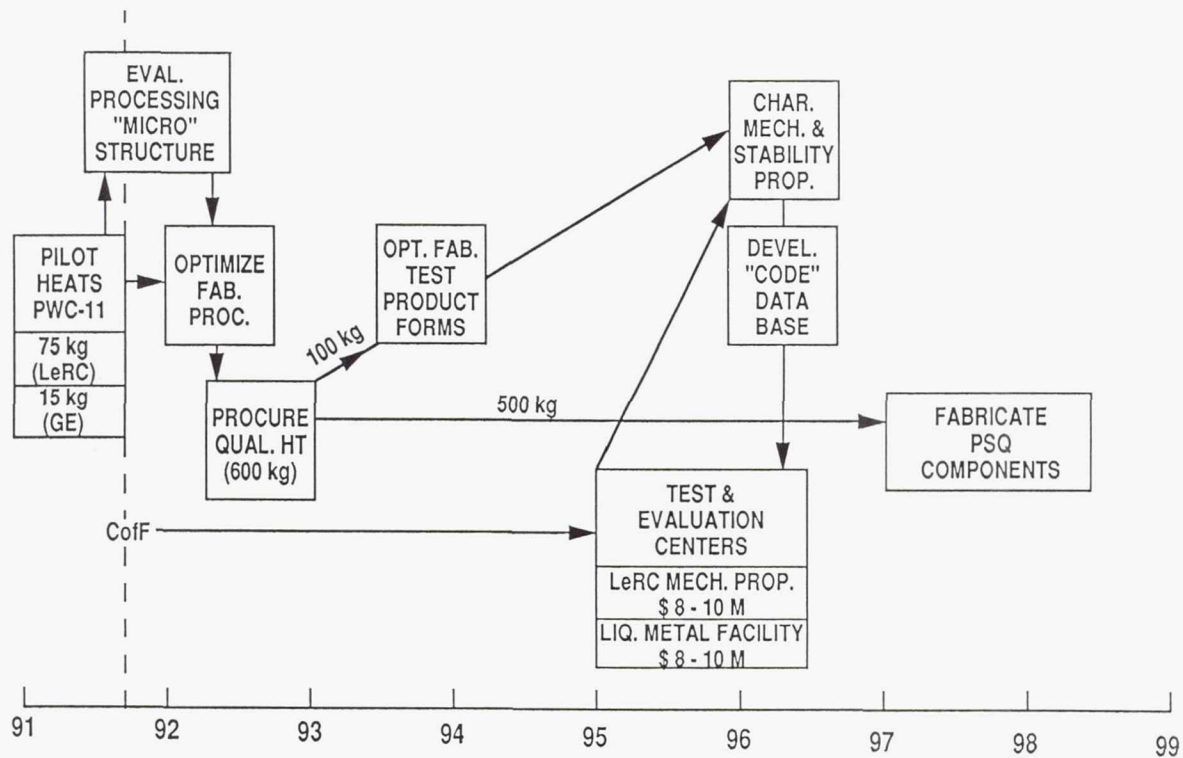 EVAL.
PROCESSING
"MICRO"
STRUCTURE
PILOT
HEATS
PWC-11
75 kg
(LeRC)
15 kg
(GE)
OPTIMIZE
FAB.
PROC.
PROCURE
QUAL. HT
(600 kg)
100 kg
OPT. FAB.
TEST
PRODUCT
FORMS
CHAR.
MECH. &
STABILITY
PROP.
DEVEL.
"CODE"
DATA
BASE
500 kg
FABRICATE
PSQ
COMPONENTS
CofF
TEST &
EVALUATION
CENTERS
LeRC MECH. PROP.
$ 8 - 10 M
LIQ. METAL FACILITY
$ 8 - 10 M
91 92 93 94 95 96 97 98 99